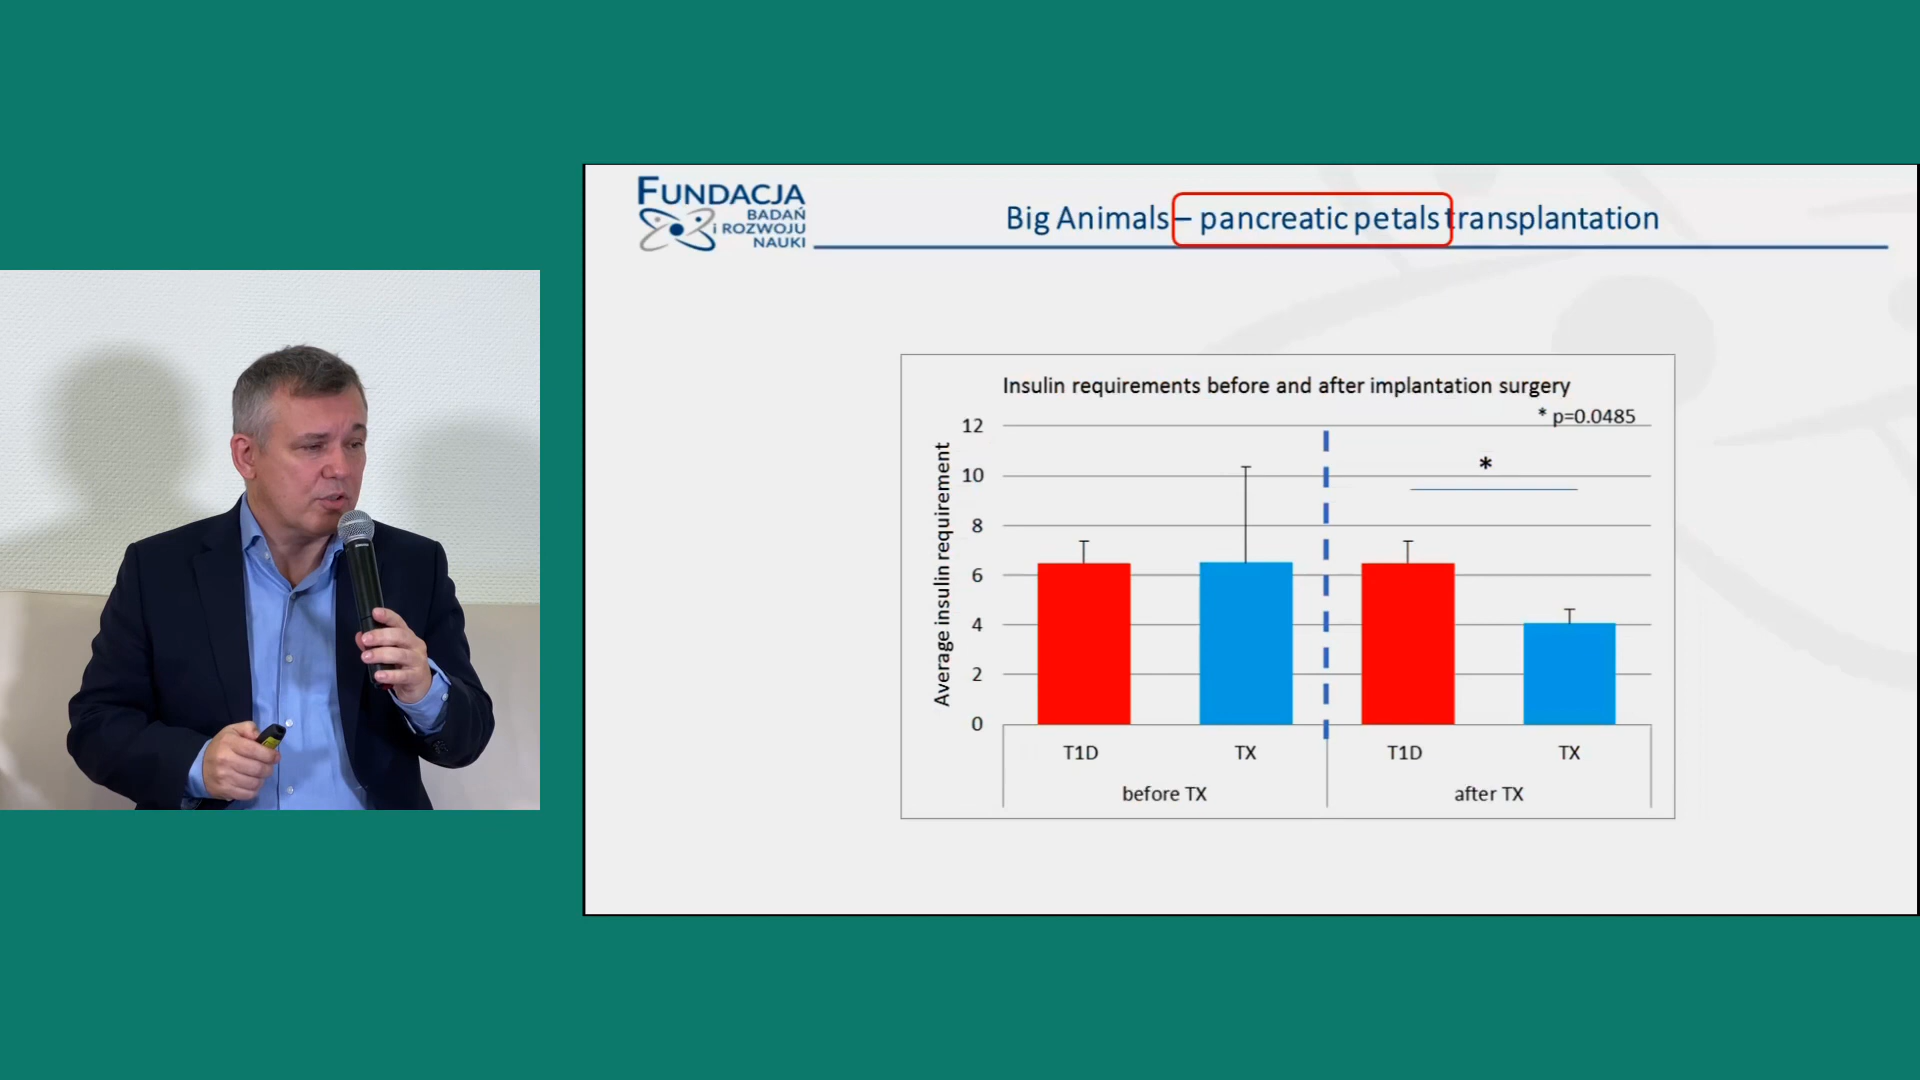 FUNDACJA
BADAŃ
i ROZWOJU
NAUKI
Big Animals – pancreatic petals transplantation
Insulin requirements before and after implantation surgery
* p=0.0485
*
Average insulin requirement
12
10
8
6
4
2
0
T1D TX T1D TX
before TX after TX